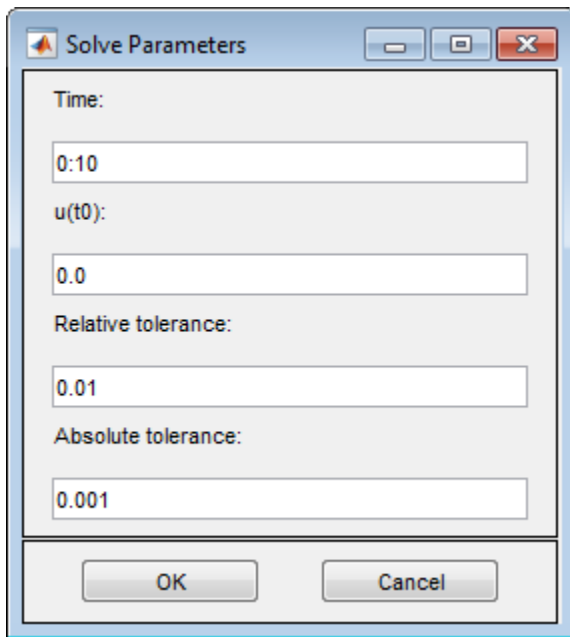 Solve Parameters
Time:
0:10
u(t0):
0.0
Relative tolerance:
0.01
Absolute tolerance:
0.001
OK Cancel